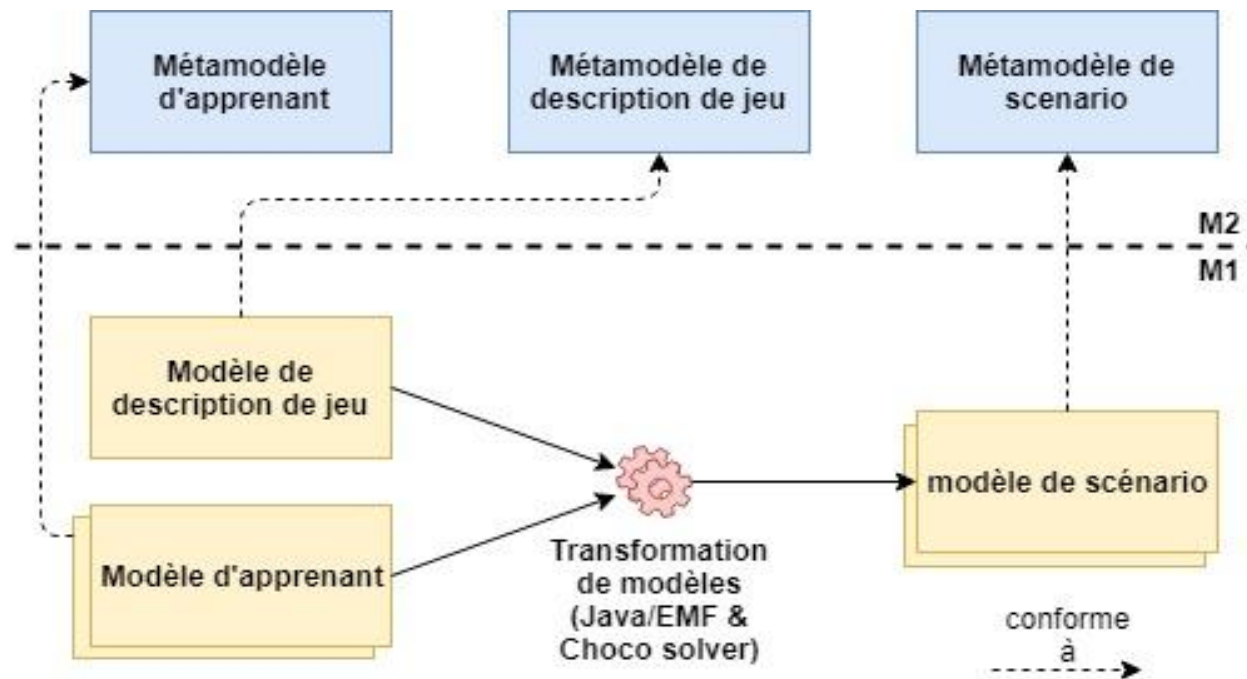 Métamodèle
d'apprenant
Métamodèle de
description de jeu
Métamodèle de
scenario
M2
M1
Modèle de
description de jeu
Modèle d'apprenant
Transformation
de modèles
(Java/EMF &
Choco solver)
modèle de scénario
conforme
à